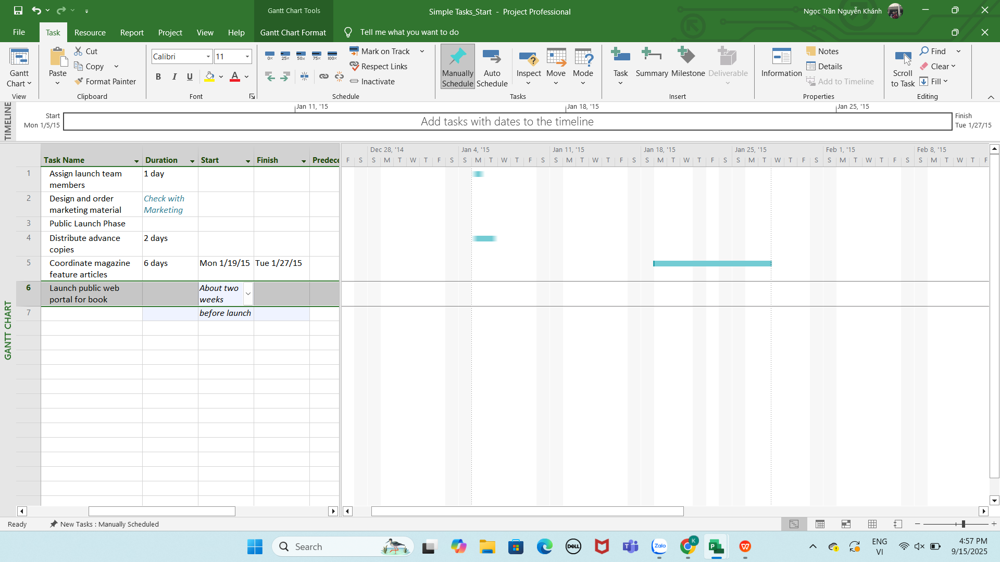 Gantt Chart Tools
Simple Tasks_Start - Project Professional
Ngọc Trần Nguyễn Khánh
File Task Resource Report Project View Help Gantt Chart Format Tell me what you want to do
Gantt
Chart
View
Paste
Cut
Copy
Format Painter
Clipboard
Calibri 11
B I U A
Font
0% 25% 50% 75% 100%
Mark on Track
Respect Links
Inactivate
Schedule
Manually
Schedule
Auto
Schedule
Inspect
Move
Mode
Tasks
Task
Summary
Milestone
Deliverable
Insert
Information
Notes
Details
Add to Timeline
Properties
Scroll
to Task
Find
Clear
Fill
Editing
TIMELINE
Jan 11, '15 Jan 18, '15 Jan 25, '15
Start
Mon 1/5/15
Add tasks with dates to the timeline
Finish
Tue 1/27/15
GANTT CHART
Task Name Duration Start Finish Predece
Dec 28, '14 Jan 4, '15 Jan 11, '15 Jan 18, '15 Jan 25, '15 Feb 1, '15 Feb 8, '15
F S S M T W T F S S M T W T F S S M T W T F S S M T W T F S S M T W T F S S M T W T F S S M T W T F
1 Assign launch team 1 day
members
2 Design and order Check with
marketing material Marketing
3 Public Launch Phase
4 Distribute advance 2 days
copies
5 Coordinate magazine 6 days Mon 1/19/15 Tue 1/27/15
feature articles
6 Launch public web About two
portal for book weeks
7 before launch
Ready New Tasks : Manually Scheduled
Search
DELL
Zalo
K
ENG
VI
4:57 PM
9/15/2025